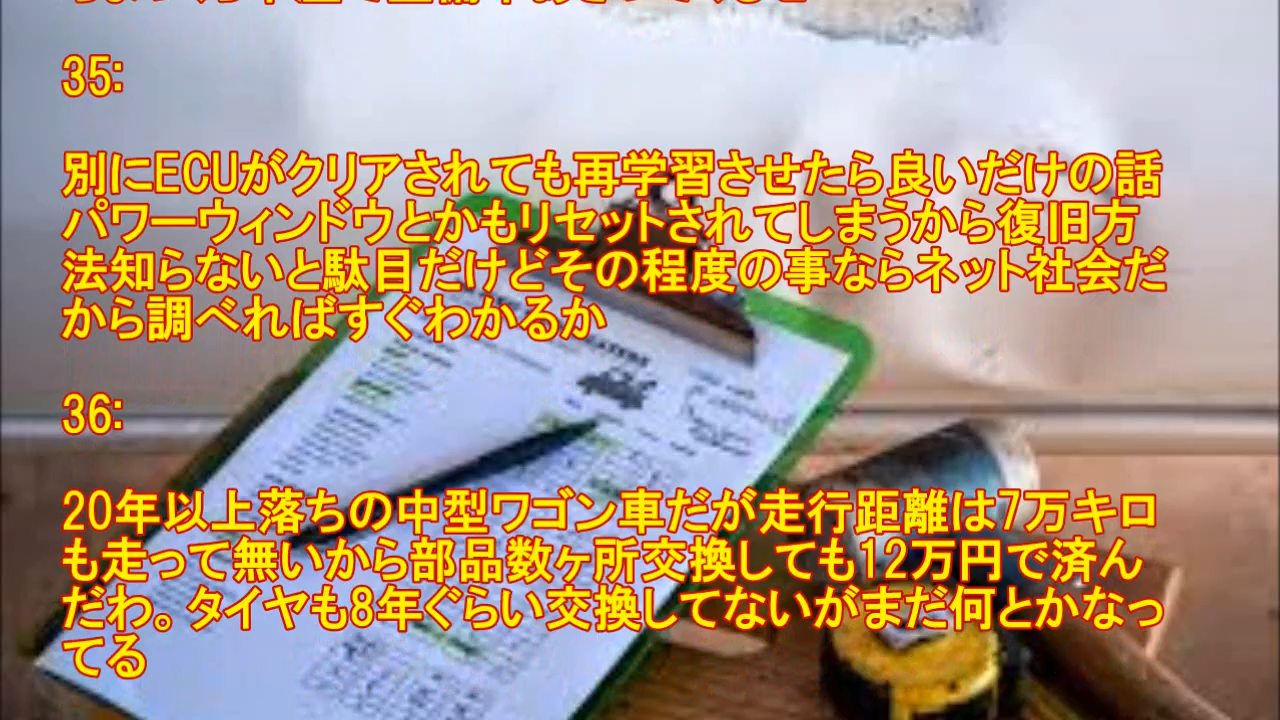 35:
別にECUがクリアされても再学習させたら良いだけの話
パワーウィンドウとかもリセットされてしまうから復旧方
法知らないと駄目だけどその程度の事ならネット社会だ
から調べればすぐわかるか
36:
20年以上落ちの中型ワゴン車だが走行距離は7万キロ
も走って無いから部品数ヶ所交換しても12万円で済ん
だわ。タイヤも8年ぐらい交換してないがまだ何とかなっ
てる